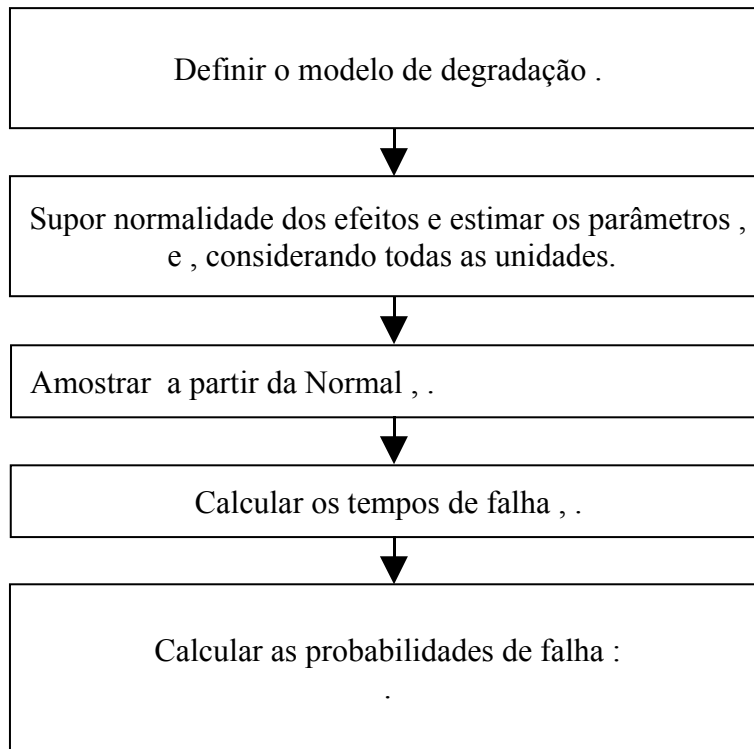 Definir o modelo de degradação .
Supor normalidade dos efeitos e estimar os parâmetros ,
e , considerando todas as unidades.
Amostrar a partir da Normal , .
Calcular os tempos de falha , .
Calcular as probabilidades de falha :
.